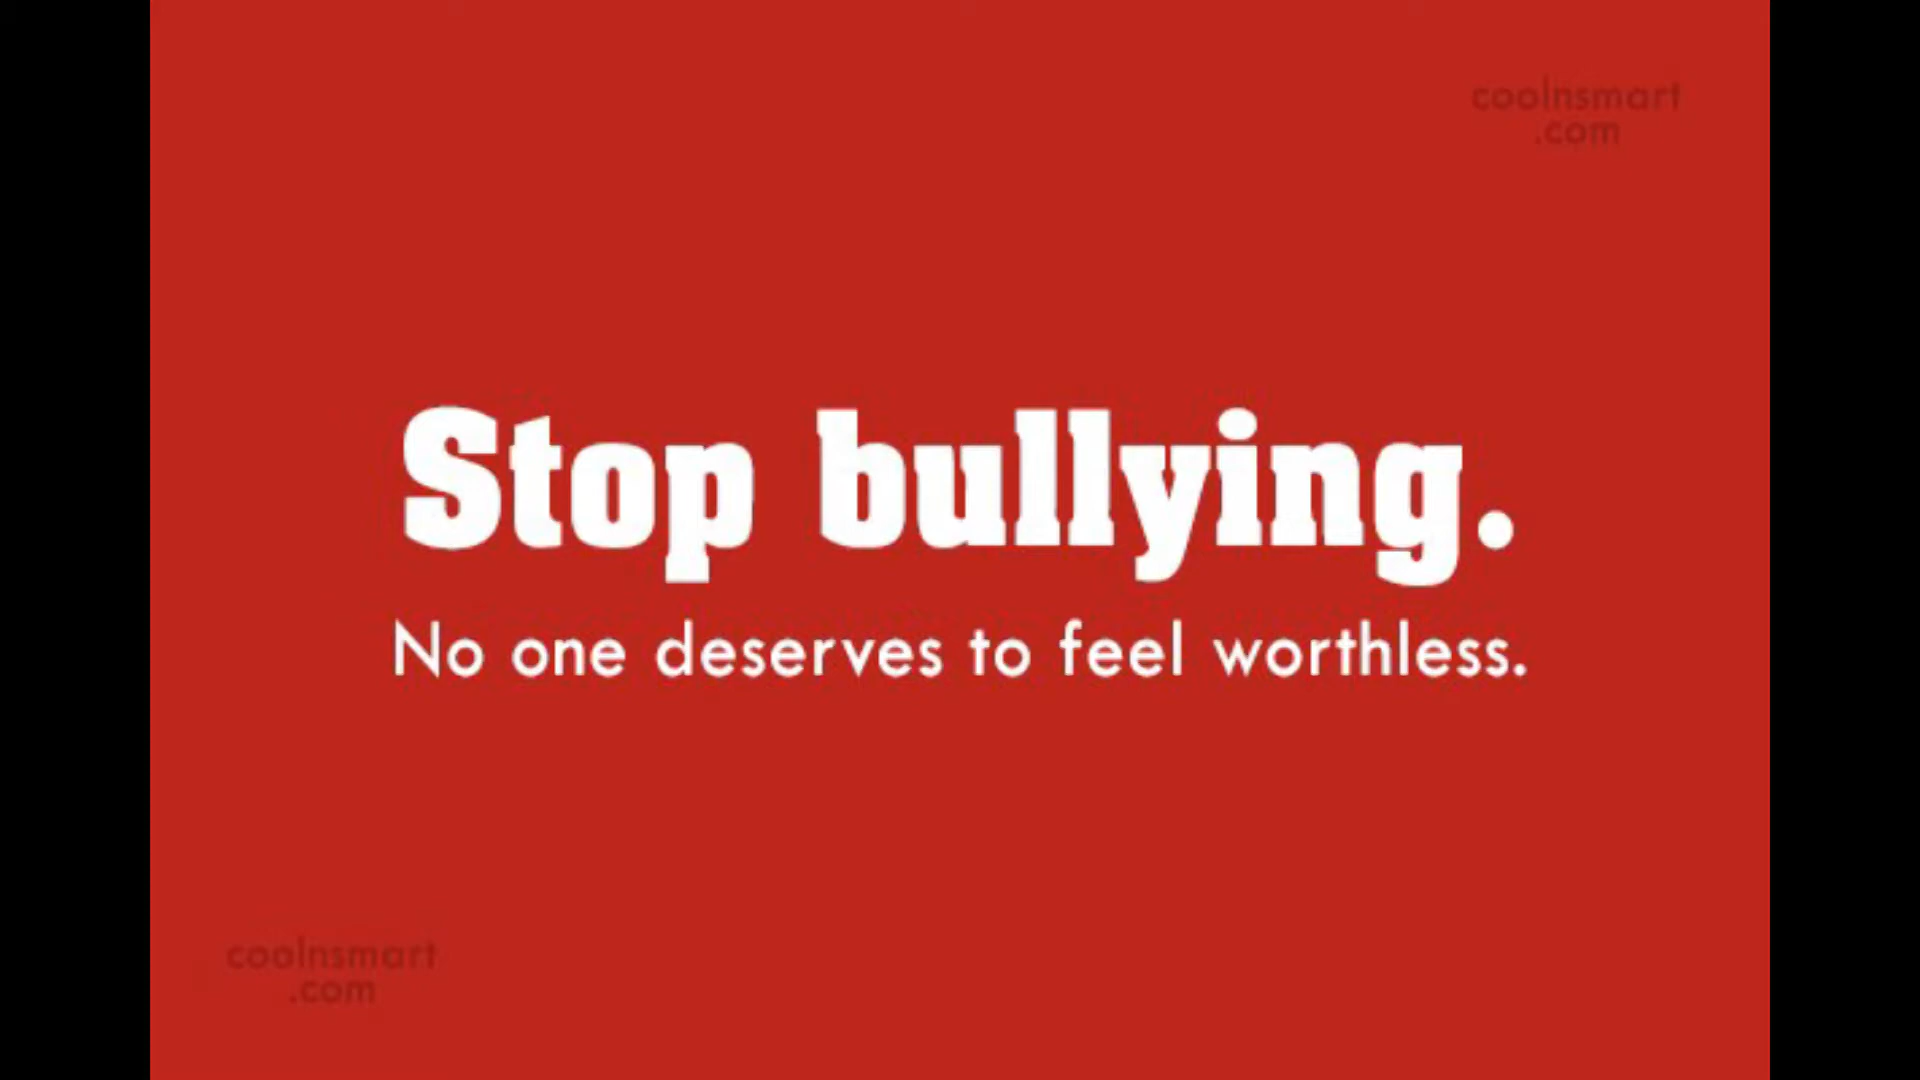 coolnsmart
.com
Stop bullying.
No one deserves to feel worthless.
coolnsmart
.com